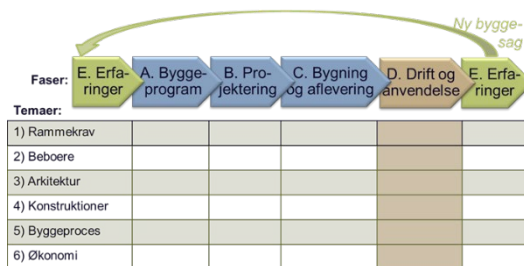 Ny bygge-
sag
Faser:
E. Erfa-
ringer
A. Bygge-
program
B. Pro-
jektering
C. Bygning
og aflevering
D. Drift og
anvendelse
E. Erfa-
ringer
Temaer:
1) Rammekrav
2) Beboere
3) Arkitektur
4) Konstruktioner
5) Byggeproces
6) Økonomi